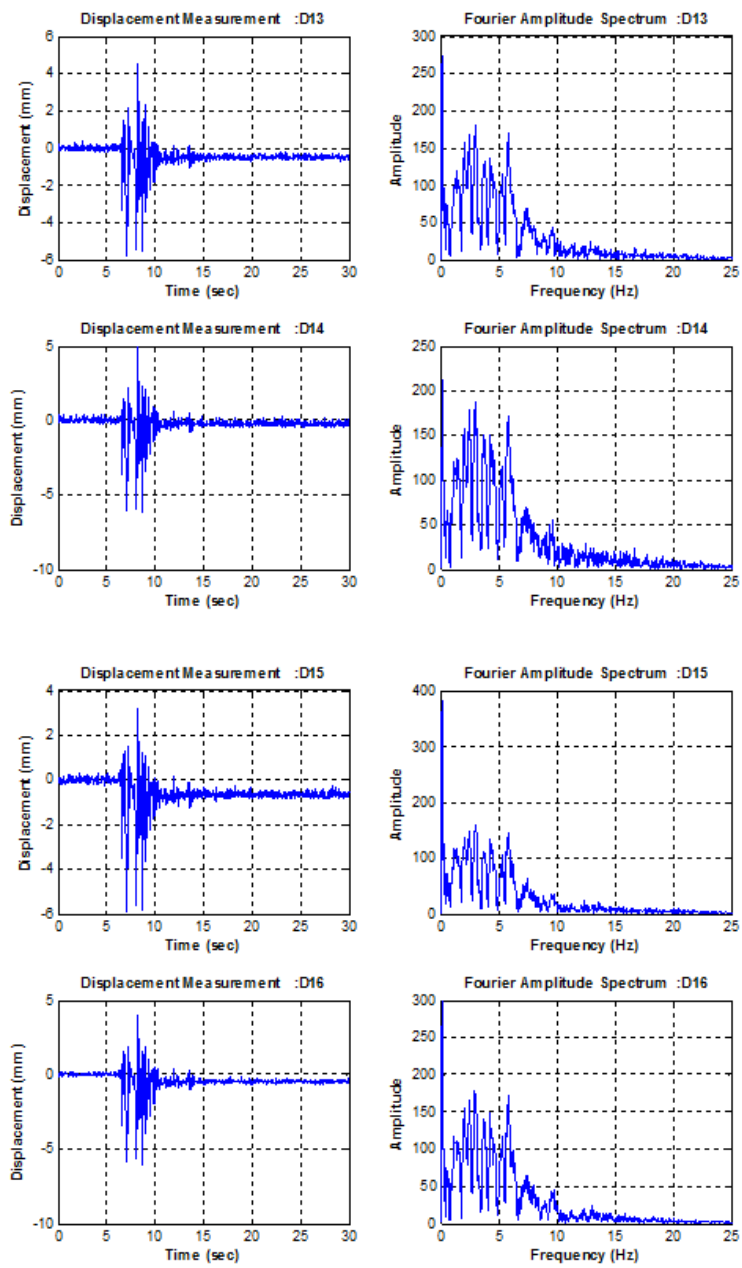 Displacement Measurement :D13
Fourier Amplitude Spectrum :D13
6
4
2
0
-2
-4
-6
Displacement (mm)
0 5 10 15 20 25 30
Time (sec)
300
250
200
150
100
50
0
Amplitude
0 5 10 15 20 25
Frequency (Hz)
Displacement Measurement :D14
Fourier Amplitude Spectrum :D14
5
0
-5
-10
Displacement (mm)
0 5 10 15 20 25 30
Time (sec)
250
200
150
100
50
0
Amplitude
0 5 10 15 20 25
Frequency (Hz)
Displacement Measurement :D15
Fourier Amplitude Spectrum :D15
4
2
0
-2
-4
-6
Displacement (mm)
0 5 10 15 20 25 30
Time (sec)
400
300
200
100
0
Amplitude
0 5 10 15 20 25
Frequency (Hz)
Displacement Measurement :D16
Fourier Amplitude Spectrum :D16
5
0
-5
-10
Displacement (mm)
0 5 10 15 20 25 30
Time (sec)
300
250
200
150
100
50
0
Amplitude
0 5 10 15 20 25
Frequency (Hz)